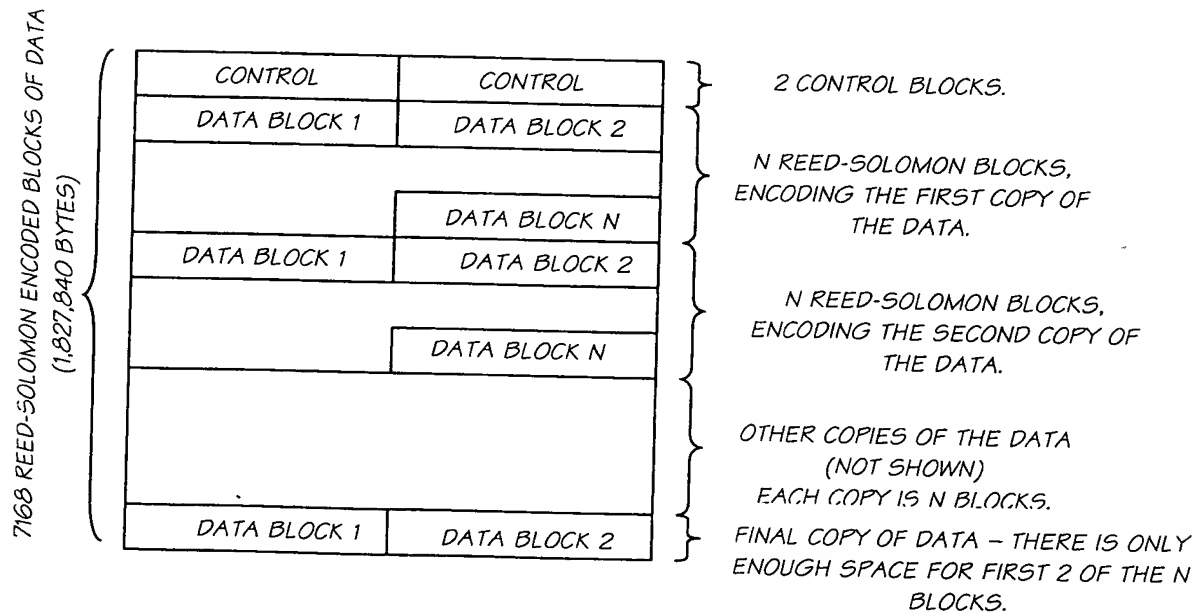 7168 REED-SOLOMON ENCODED BLOCKS OF DATA
(1,827,840 BYTES)
CONTROL CONTROL
2 CONTROL BLOCKS.
DATA BLOCK 1 DATA BLOCK 2
DATA BLOCK N
N REED-SOLOMON BLOCKS,
ENCODING THE FIRST COPY OF
THE DATA.
DATA BLOCK 1 DATA BLOCK 2
DATA BLOCK N
N REED-SOLOMON BLOCKS,
ENCODING THE SECOND COPY OF
THE DATA.
OTHER COPIES OF THE DATA
(NOT SHOWN)
EACH COPY IS N BLOCKS.
DATA BLOCK 1 DATA BLOCK 2
FINAL COPY OF DATA – THERE IS ONLY
ENOUGH SPACE FOR FIRST 2 OF THE N
BLOCKS.